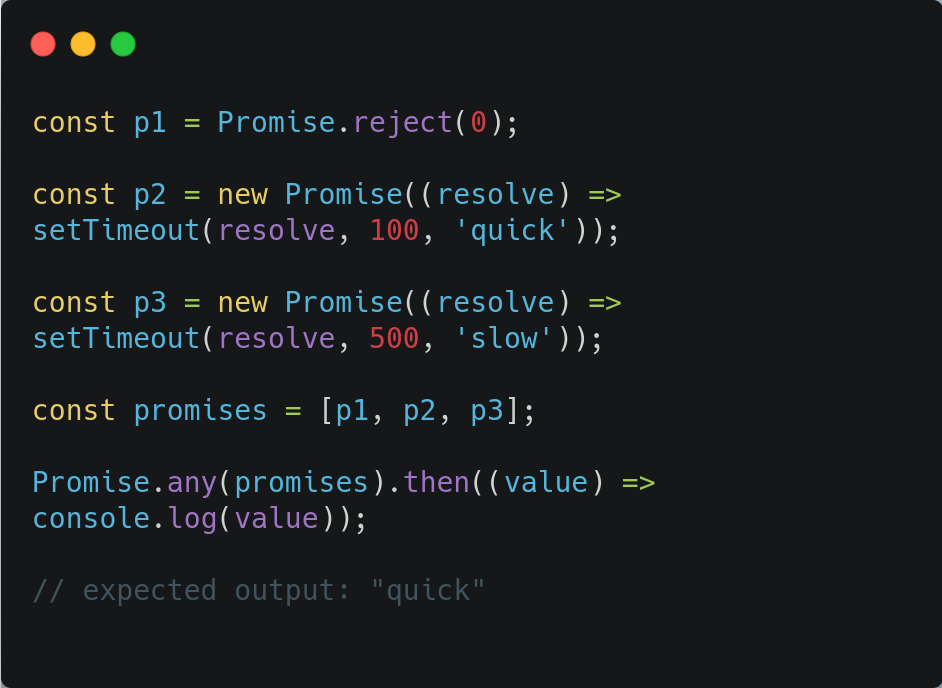 const p1 = Promise.reject(0);
const p2 = new Promise((resolve) =>
setTimeout(resolve, 100, 'quick'));
const p3 = new Promise((resolve) =>
setTimeout(resolve, 500, 'slow'));
const promises = [p1, p2, p3];
Promise.any(promises).then((value) =>
console.log(value));
// expected output: "quick"